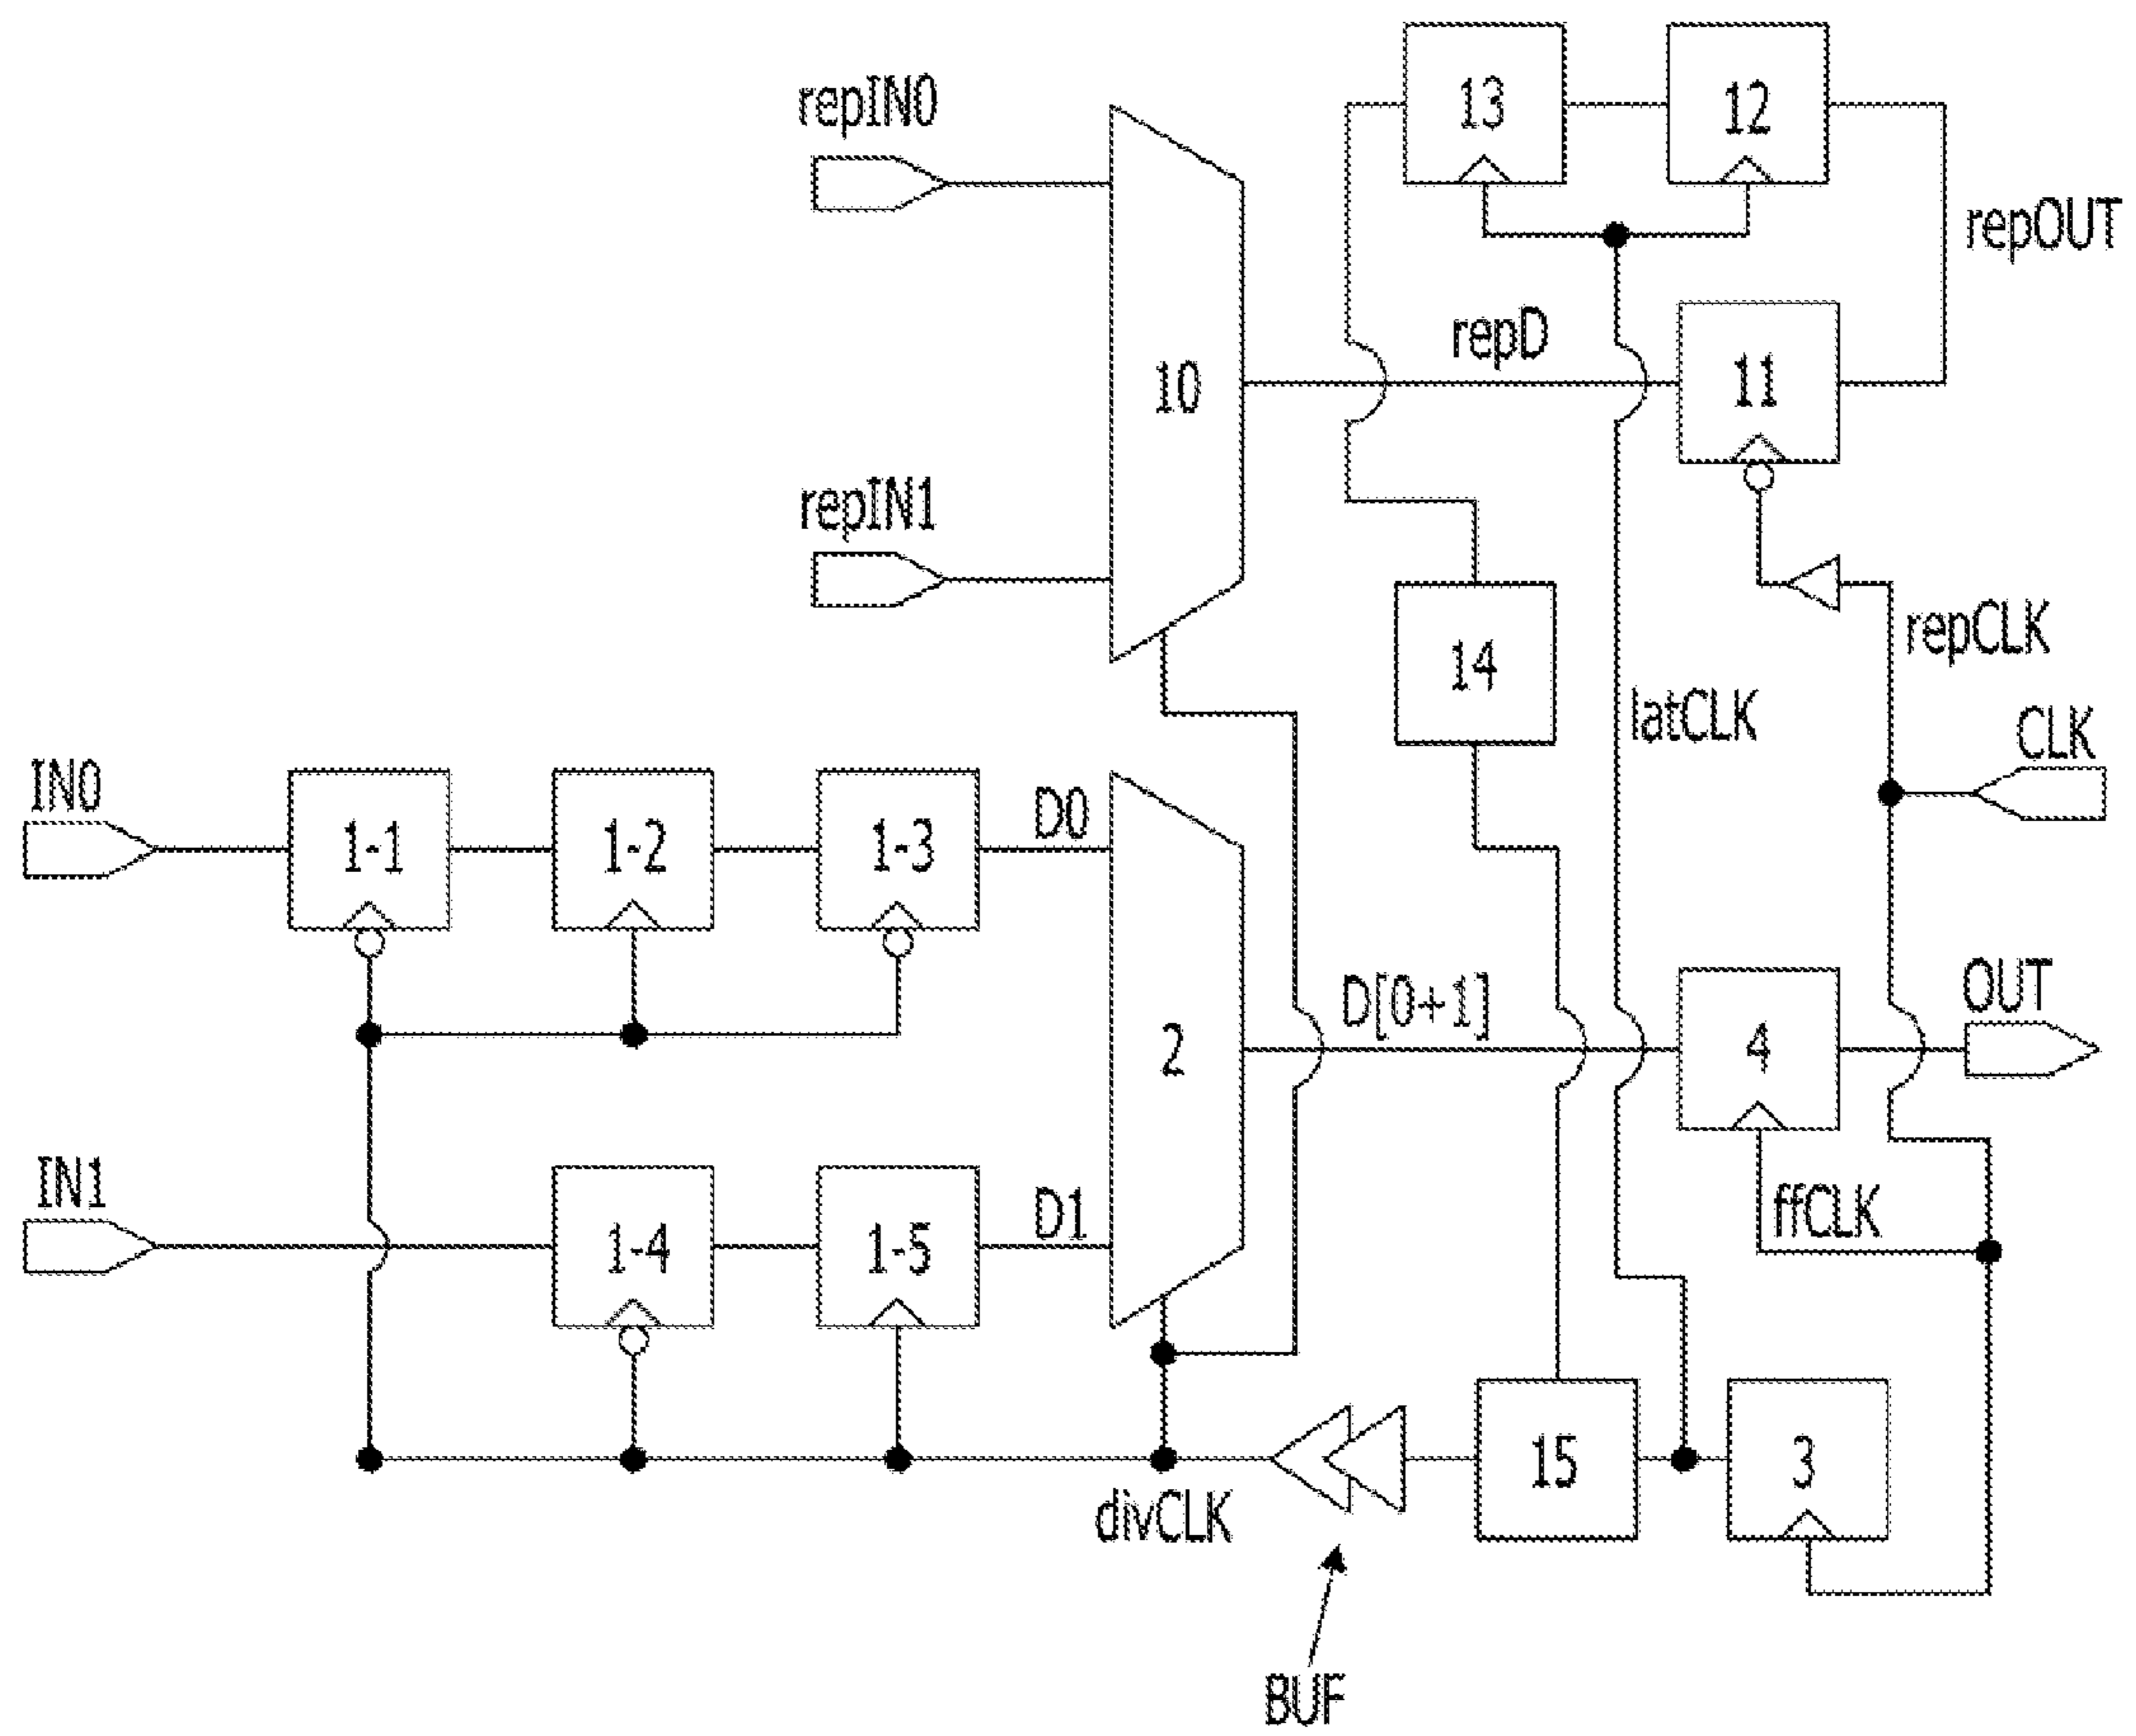 repIN0
13
12
repOUT
repD
10
11
repIN1
repCLK
14
latCLK
CLK
IN0
1-1
1-2
1-3
D0
D[0+1]
OUT
2
4
IN1
1-4
1-5
D1
ffCLK
15
3
divCLK
BUF